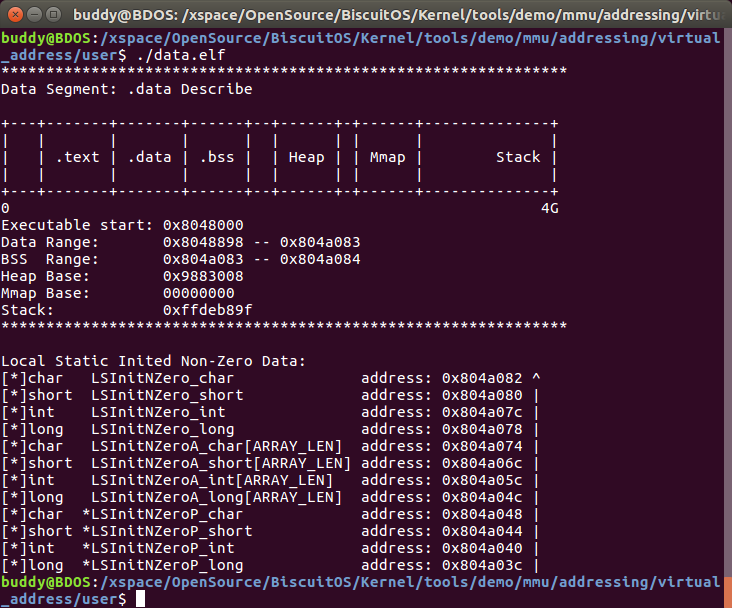 buddy@BDOS: /xspace/OpenSource/BiscuitOS/Kernel/tools/demo/mmu/addressing/virtu
buddy@BDOS:/xspace/OpenSource/BiscuitOS/Kernel/tools/demo/mmu/addressing/virtual
_address/user$ ./data.elf
***************************************************************
Data Segment: .data Describe

+---+-------+-------+------+--+------+-+------+--------------+
|   |       |       |      |  |      | |      |              |
|   | .text | .data | .bss |  | Heap | | Mmap |        Stack |
|   |       |       |      |  |      | |      |              |
+---+-------+-------+------+--+------+-+------+--------------+
0                                                           4G
Executable start: 0x8048000
Data Range:       0x8048898 -- 0x804a083
BSS  Range:       0x804a083 -- 0x804a084
Heap Base:        0x9883008
Mmap Base:        00000000
Stack:            0xffdeb89f
***************************************************************

Local Static Inited Non-Zero Data:
[*]char   LSInitNZero_char              address: 0x804a082 ^
[*]short  LSInitNZero_short             address: 0x804a080 |
[*]int    LSInitNZero_int               address: 0x804a07c |
[*]long   LSInitNZero_long              address: 0x804a078 |
[*]char   LSInitNZeroA_char[ARRAY_LEN]  address: 0x804a074 |
[*]short  LSInitNZeroA_short[ARRAY_LEN] address: 0x804a06c |
[*]int    LSInitNZeroA_int[ARRAY_LEN]   address: 0x804a05c |
[*]long   LSInitNZeroA_long[ARRAY_LEN]  address: 0x804a04c |
[*]char  *LSInitNZeroP_char             address: 0x804a048 |
[*]short *LSInitNZeroP_short            address: 0x804a044 |
[*]int   *LSInitNZeroP_int              address: 0x804a040 |
[*]long  *LSInitNZeroP_long             address: 0x804a03c |
buddy@BDOS:/xspace/OpenSource/BiscuitOS/Kernel/tools/demo/mmu/addressing/virtual
_address/user$